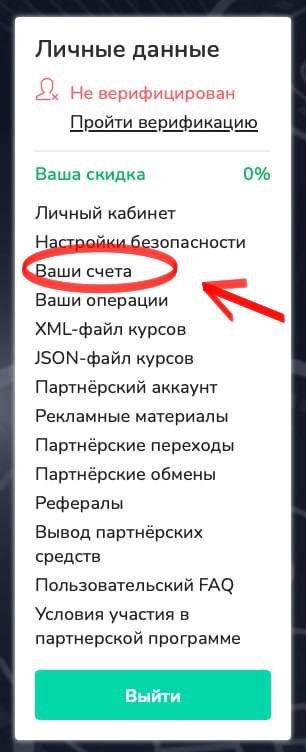 Личные данные
Не верифицирован
Пройти верификацию
Ваша скидка 0%
Личный кабинет
Настройки безопасности
Ваши счета
Ваши операции
XML-файл курсов
JSON-файл курсов
Партнёрский аккаунт
Рекламные материалы
Партнёрские переходы
Партнёрские обмены
Рефералы
Вывод партнёрских
средств
Пользовательский FAQ
Условия участия в
партнерской программе
Выйти